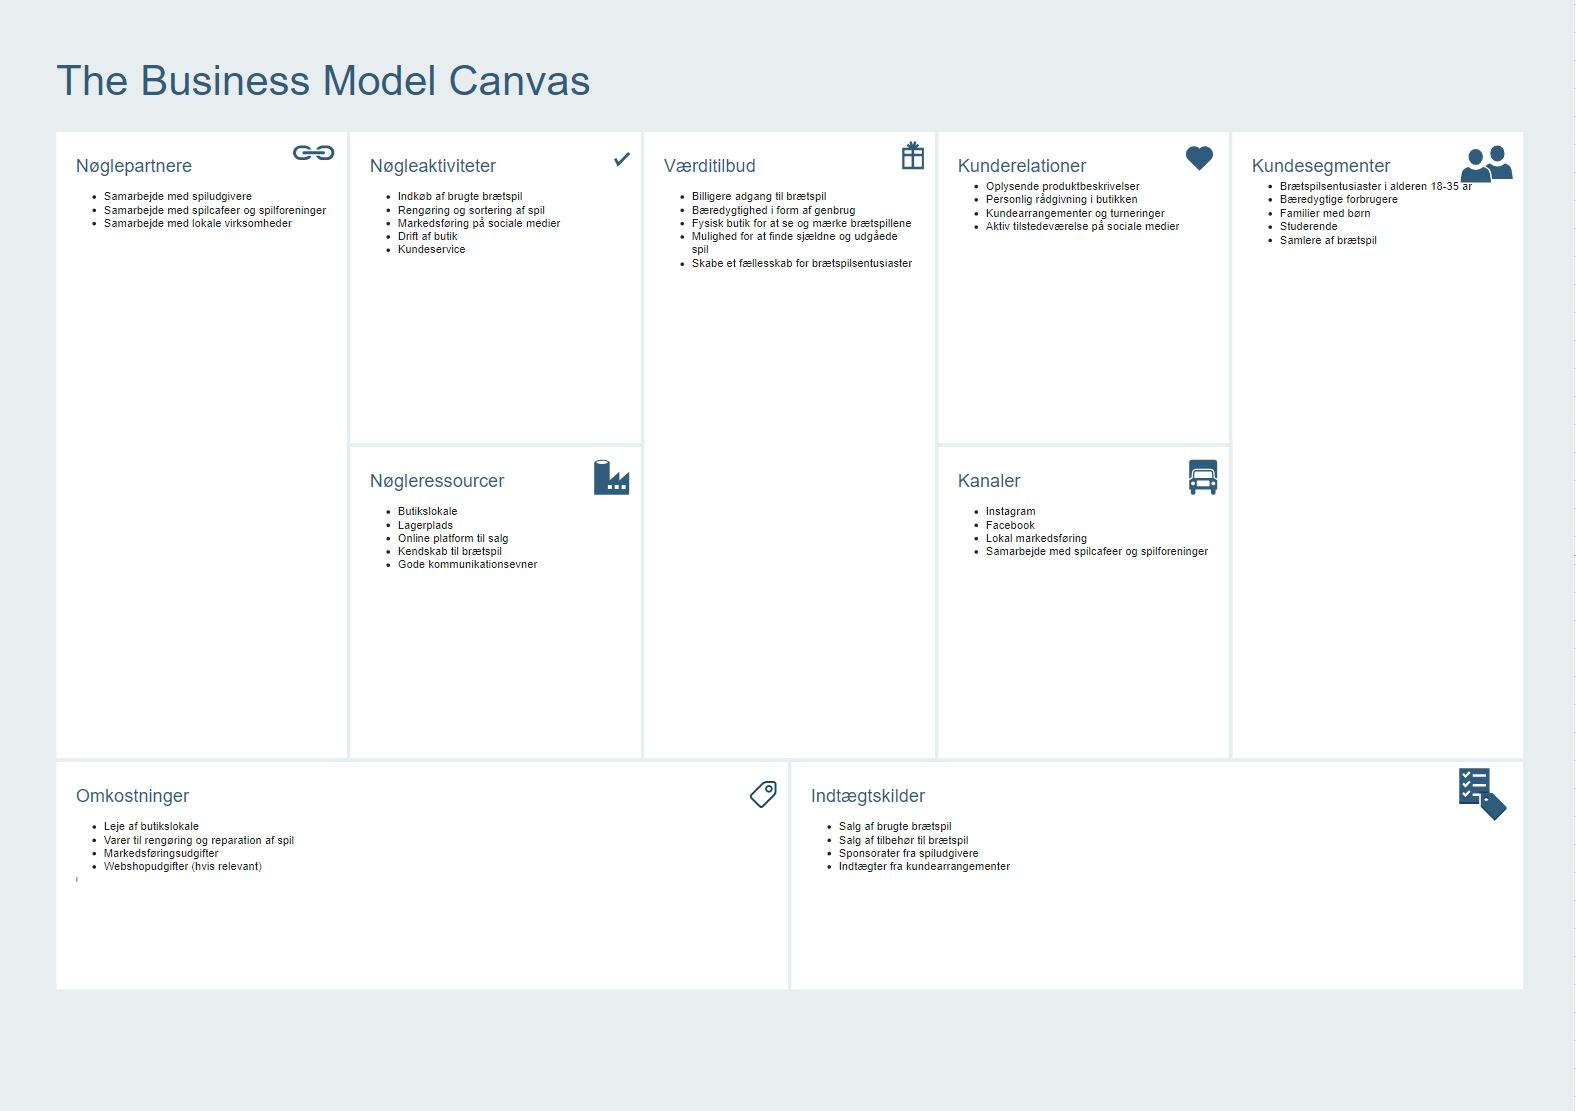 The Business Model Canvas
Nøglepartnere
Samarbejde med spiludgivere
Samarbejde med spilcafeer og spilforeninger
Samarbejde med lokale virksomheder
Nøgleaktiviteter
Indkøb af brugte brætspil
Rengøring og sortering af spil
Markedsføring på sociale medier
Drift af butik
Kundeservice
Nøgleressourcer
Butikslokale
Lagerplads
Online platform til salg
Kendskab til brætspil
Gode kommunikationsevner
Værditilbud
Billigere adgang til brætspil
Bæredygtighed i form af genbrug
Fysisk butik for at se og mærke brætspillene
Mulighed for at finde sjældne og udgåede
spil
Skabe et fællesskab for brætspilsentusiaster
Kunderelationer
Oplysende produktbeskrivelser
Personlig rådgivning i butikken
Kundearrangementer og turneringer
Aktiv tilstedeværelse på sociale medier
Kanaler
Instagram
Facebook
Lokal markedsføring
Samarbejde med spilcafeer og spilforeninger
Kundesegmenter
Brætspilsentusiaster i alderen 18-35 år
Bæredygtige forbrugere
Familier med børn
Studerende
Samlere af brætspil
Omkostninger
Leje af butikslokale
Varer til rengøring og reparation af spil
Markedsføringsudgifter
Webshopudgifter (hvis relevant)
Indtægtskilder
Salg af brugte brætspil
Salg af tilbehør til brætspil
Sponsorater fra spiludgivere
Indtægter fra kundearrangementer